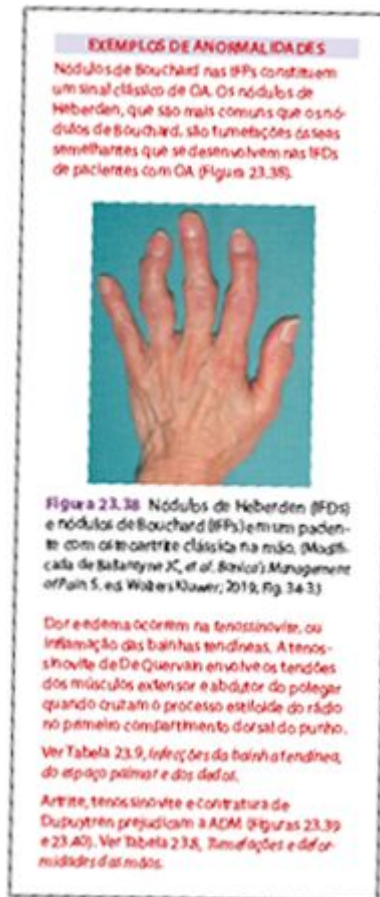 EXEMPLOS DE ANORMALIDADES
Nódulos de Bouchard nas IFPs constituem
um sinal clássico de OA. Os nódulos de
Heberden, que são mais comuns que os nó-
dulos de Bouchard, são tumefações ósseas
semelhantes que se desenvolvem nas IFDs
de pacientes com OA (Figura 23.38).
Figura 23.38 Nódulos de Heberden (IFDs)
e nódulos de Bouchard (IFPs) em um pacien-
te com osteoartrite clássica na mão. (Modifi-
cada de Ballantyne JC, et al. Bonica's Management
of Pain. 5. ed. Wolters Kluwer; 2019, Fig. 34-3.)
Dor e edema ocorrem na tenossinovite, ou
inflamação das bainhas tendíneas. A tenos-
sinovite de De Quervain envolve os tendões
dos músculos extensor e abdutor do polegar
quando cruzam o processo estiloide do rádio
no primeiro compartimento dorsal do punho.
Ver Tabela 23.9, Infecções da bainha tendínea,
do espaço palmar e dos dedos.
Artrite, tenossinovite e contratura de
Dupuytren prejudicam a ADM (Figuras 23.39
e 23.40). Ver Tabela 23.8, Tumefações e defor-
midades das mãos.